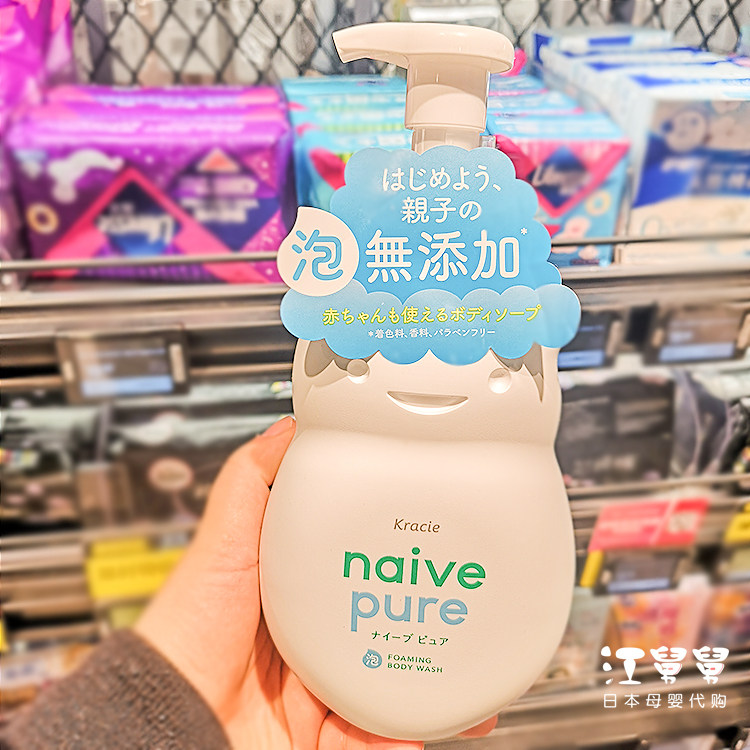 はじめよう、
親子の
泡 無添加*
赤ちゃんも使えるボディソープ
*着色料、香料、パラベンフリー
Kracie
naive
pure
ナイーブ ピュア
泡 FOAMING
BODY WASH
江舅舅
日本母婴代购